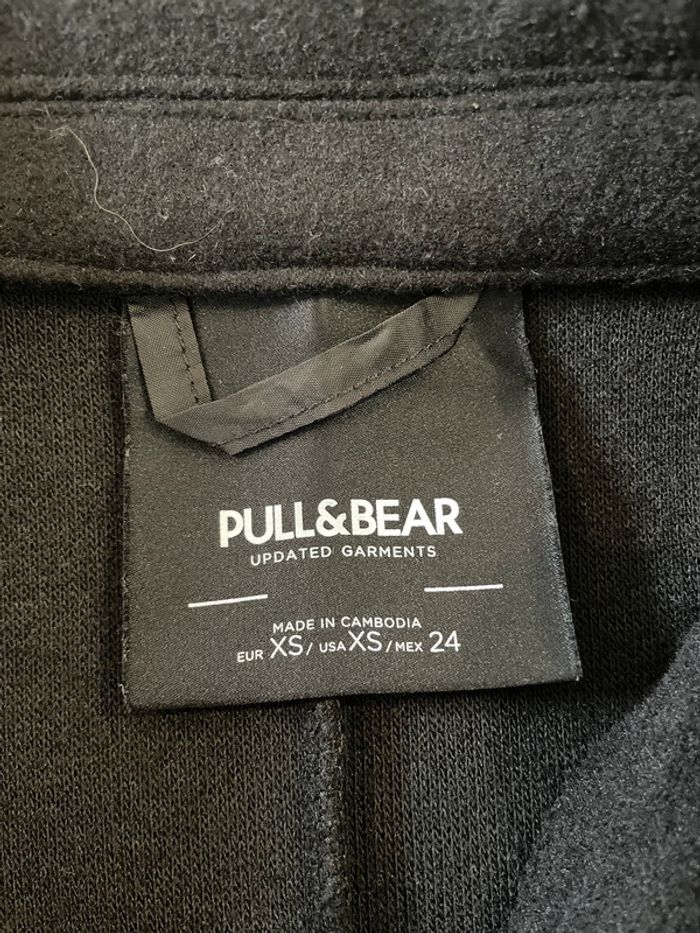 PULL&BEAR
UPDATED GARMENTS
MADE IN CAMBODIA
EUR XS / USA XS / MEX 24